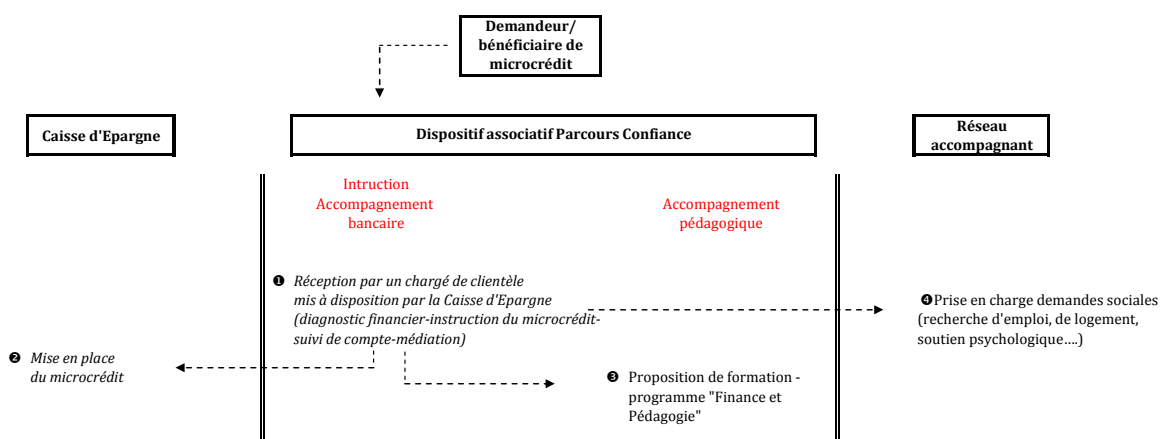 Demandeur/
bénéficiaire de
microcrédit
Caisse d'Epargne
Dispositif associatif Parcours Confiance
Réseau
accompagnant
Intruction
Accompagnement
bancaire
Accompagnement
pédagogique
❶ Réception par un chargé de clientèle
mis à disposition par la Caisse d'Epargne
(diagnostic financier-instruction du microcrédit-
suivi de compte-médiation)
❹Prise en charge demandes sociales
(recherche d'emploi, de logement,
soutien psychologique....)
❷ Mise en place
du microcrédit
❸ Proposition de formation -
programme "Finance et
Pédagogie"